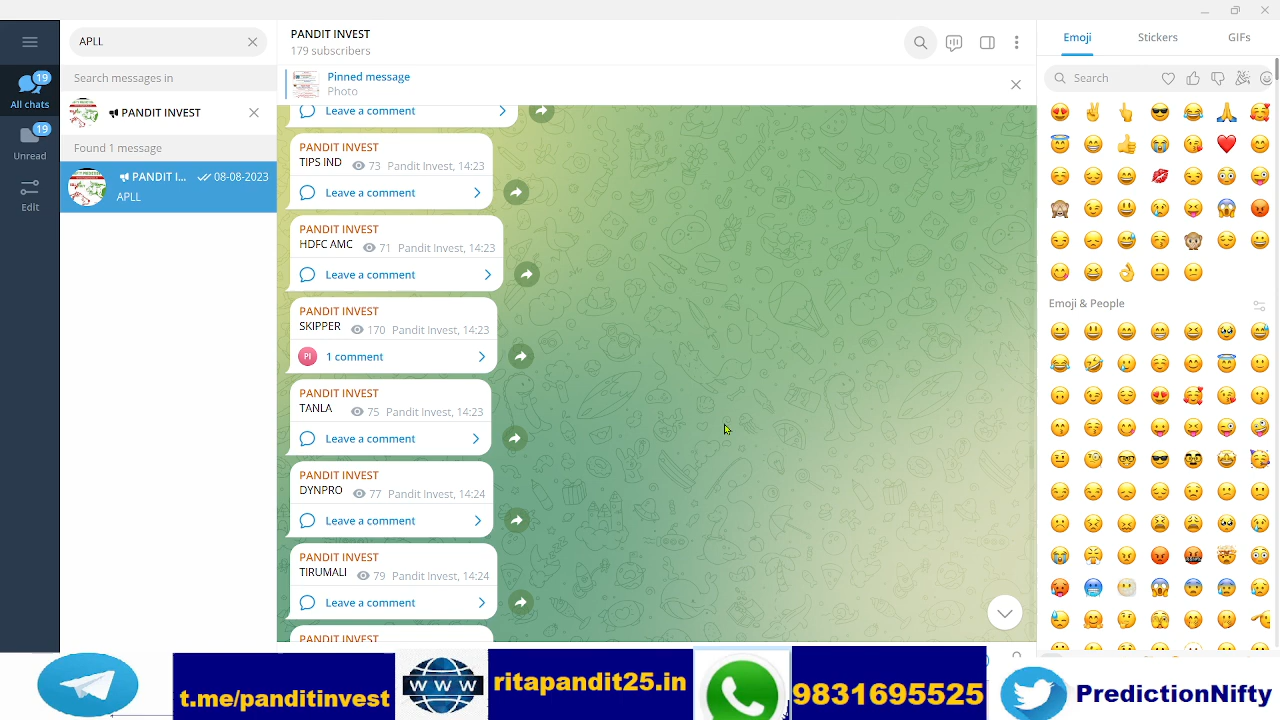 APLL
PANDIT INVEST
179 subscribers
Search messages in
PANDIT INVEST
Found 1 message
PANDIT I... 08-08-2023
APLL
19
All chats
19
Unread
Edit
Pinned message
Photo
Leave a comment
PANDIT INVEST
TIPS IND 73 Pandit Invest, 14:23
Leave a comment
PANDIT INVEST
HDFC AMC 71 Pandit Invest, 14:23
Leave a comment
PANDIT INVEST
SKIPPER 170 Pandit Invest, 14:23
PI 1 comment
PANDIT INVEST
TANLA 75 Pandit Invest, 14:23
Leave a comment
PANDIT INVEST
DYNPRO 77 Pandit Invest, 14:24
Leave a comment
PANDIT INVEST
TIRUMALI 79 Pandit Invest, 14:24
Leave a comment
PANDIT INVEST
Emoji Stickers GIFs
Search
Emoji & People
t.me/panditinvest
WWW
ritapandit25.in
9831695525
PredictionNifty